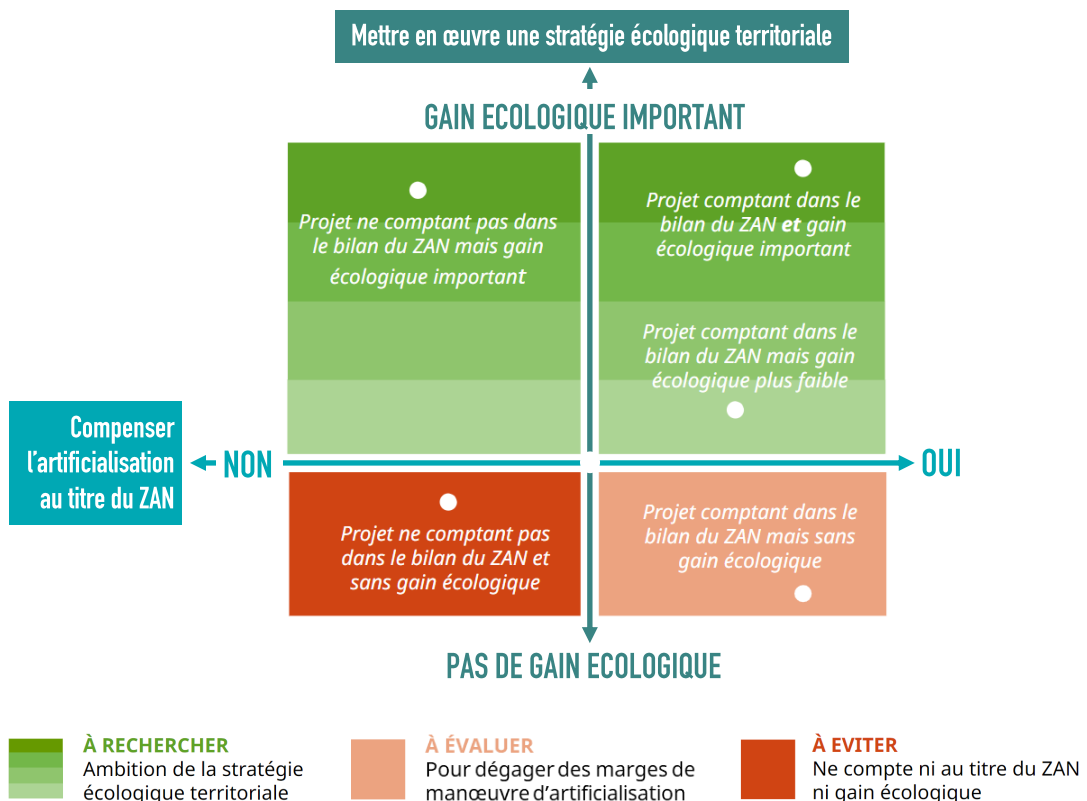 Mettre en œuvre une stratégie écologique territoriale
GAIN ECOLOGIQUE IMPORTANT
Projet ne comptant pas dans
le bilan du ZAN mais gain
écologique important
Projet comptant dans le
bilan du ZAN et gain
écologique important
Projet comptant dans le
bilan du ZAN mais gain
écologique plus faible
Compenser
l’artificialisation
au titre du ZAN
NON
OUI
Projet ne comptant pas
dans le bilan du ZAN et
sans gain écologique
Projet comptant dans le
bilan du ZAN mais sans
gain écologique
PAS DE GAIN ECOLOGIQUE
À RECHERCHER
Ambition de la stratégie
écologique territoriale
À ÉVALUER
Pour dégager des marges de
manœuvre d’artificialisation
À EVITER
Ne compte ni au titre du ZAN
ni gain écologique